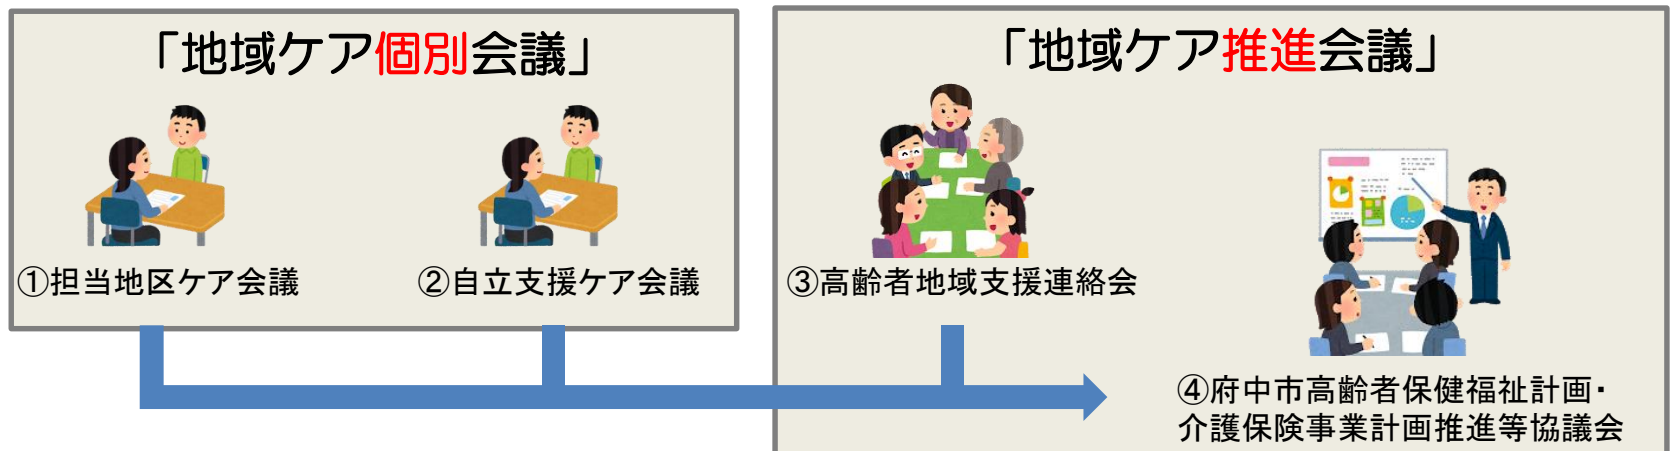 「地域ケア個別会議」
①担当地区ケア会議
②自立支援ケア会議
「地域ケア推進会議」
③高齢者地域支援連絡会
④府中市高齢者保健福祉計画・
介護保険事業計画推進等協議会